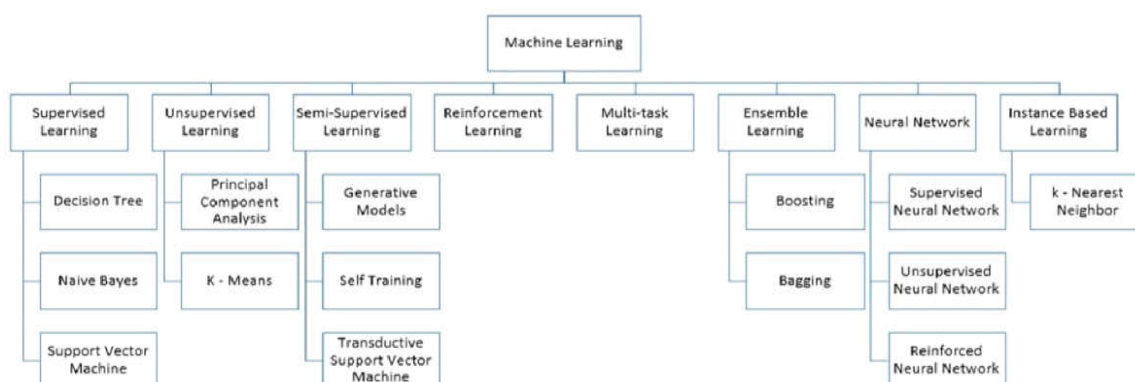 Machine Learning
Supervised
Learning
Unsupervised
Learning
Semi-Supervised
Learning
Reinforcement
Learning
Multi-task
Learning
Ensemble
Learning
Neural Network
Instance Based
Learning
Decision Tree
Naive Bayes
Support Vector
Machine
Principal
Component
Analysis
K - Means
Generative
Models
Self Training
Transductive
Support Vector
Machine
Boosting
Bagging
Supervised
Neural Network
Unsupervised
Neural Network
Reinforced
Neural Network
k - Nearest
Neighbor